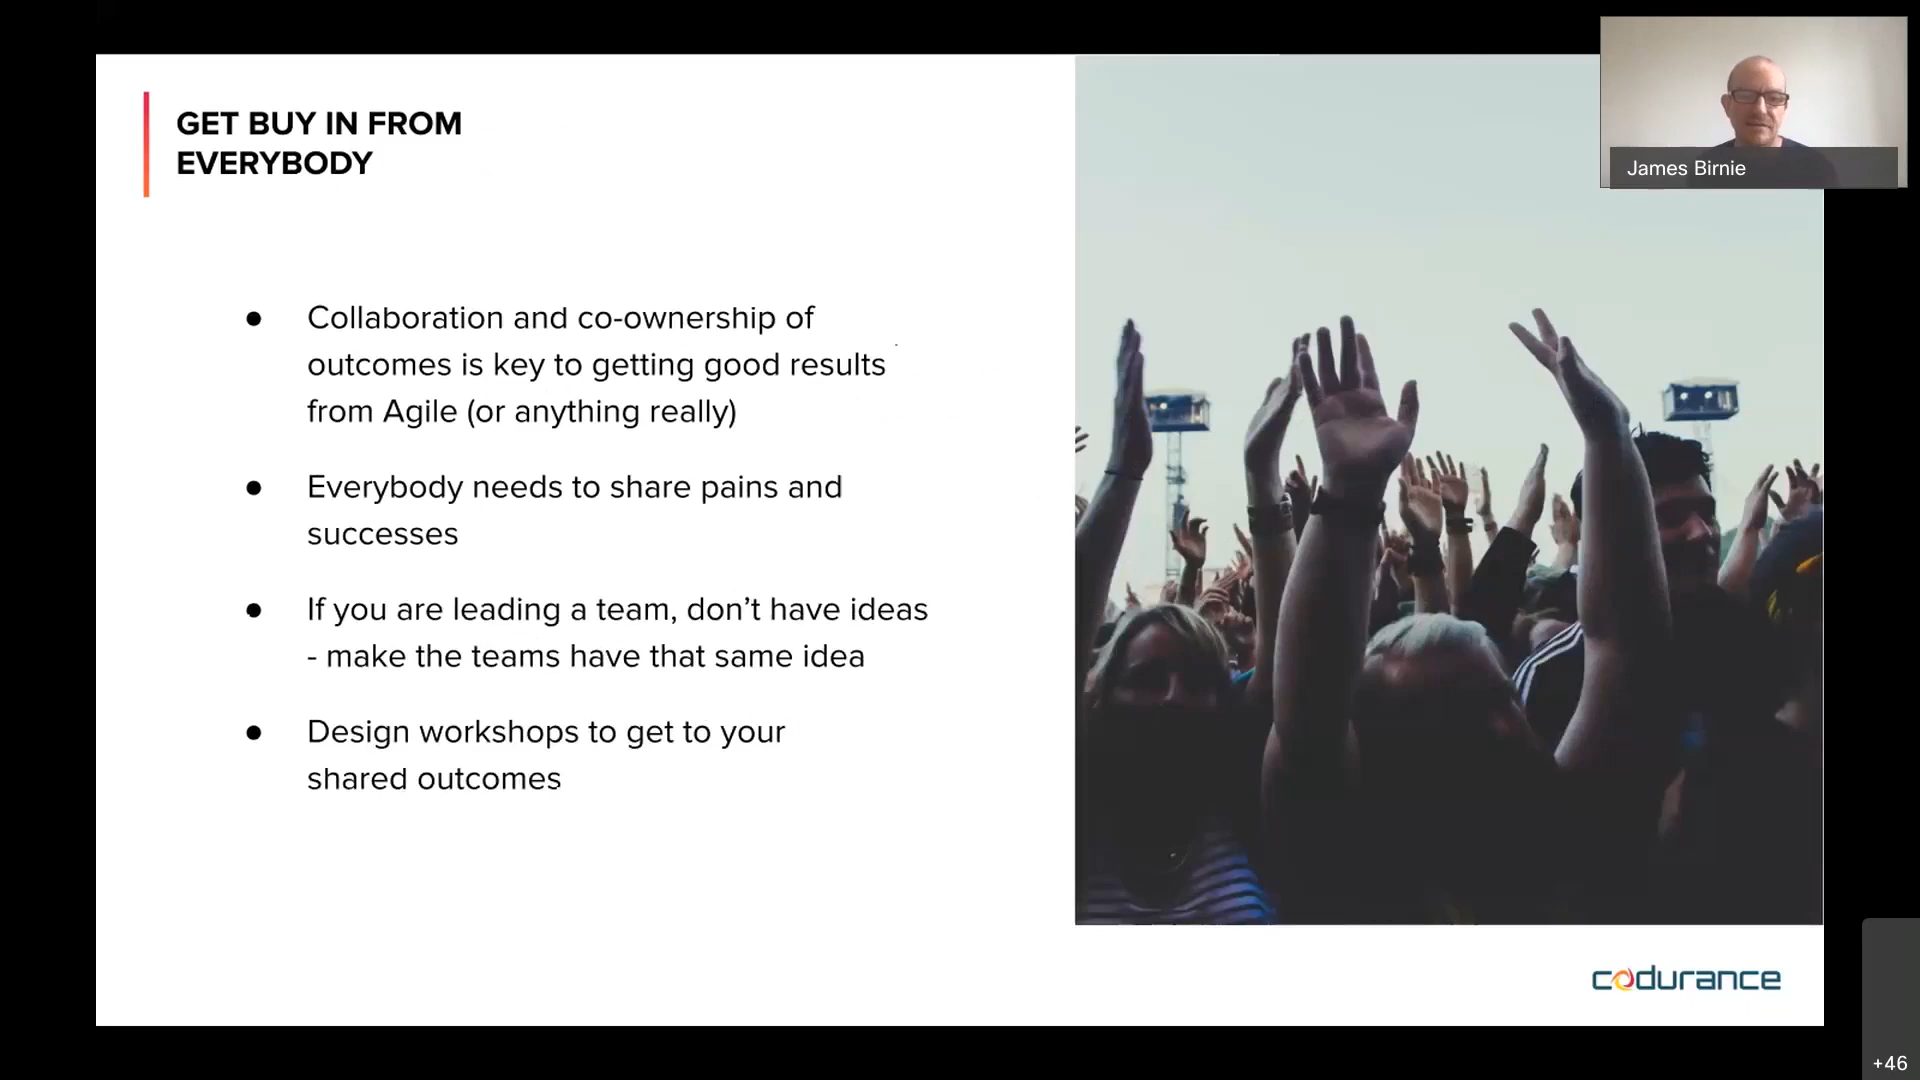 GET BUY IN FROM
EVERYBODY
● Collaboration and co-ownership of
outcomes is key to getting good results
from Agile (or anything really)
● Everybody needs to share pains and
successes
● If you are leading a team, don’t have ideas
- make the teams have that same idea
● Design workshops to get to your
shared outcomes
James Birnie
codurance
+46